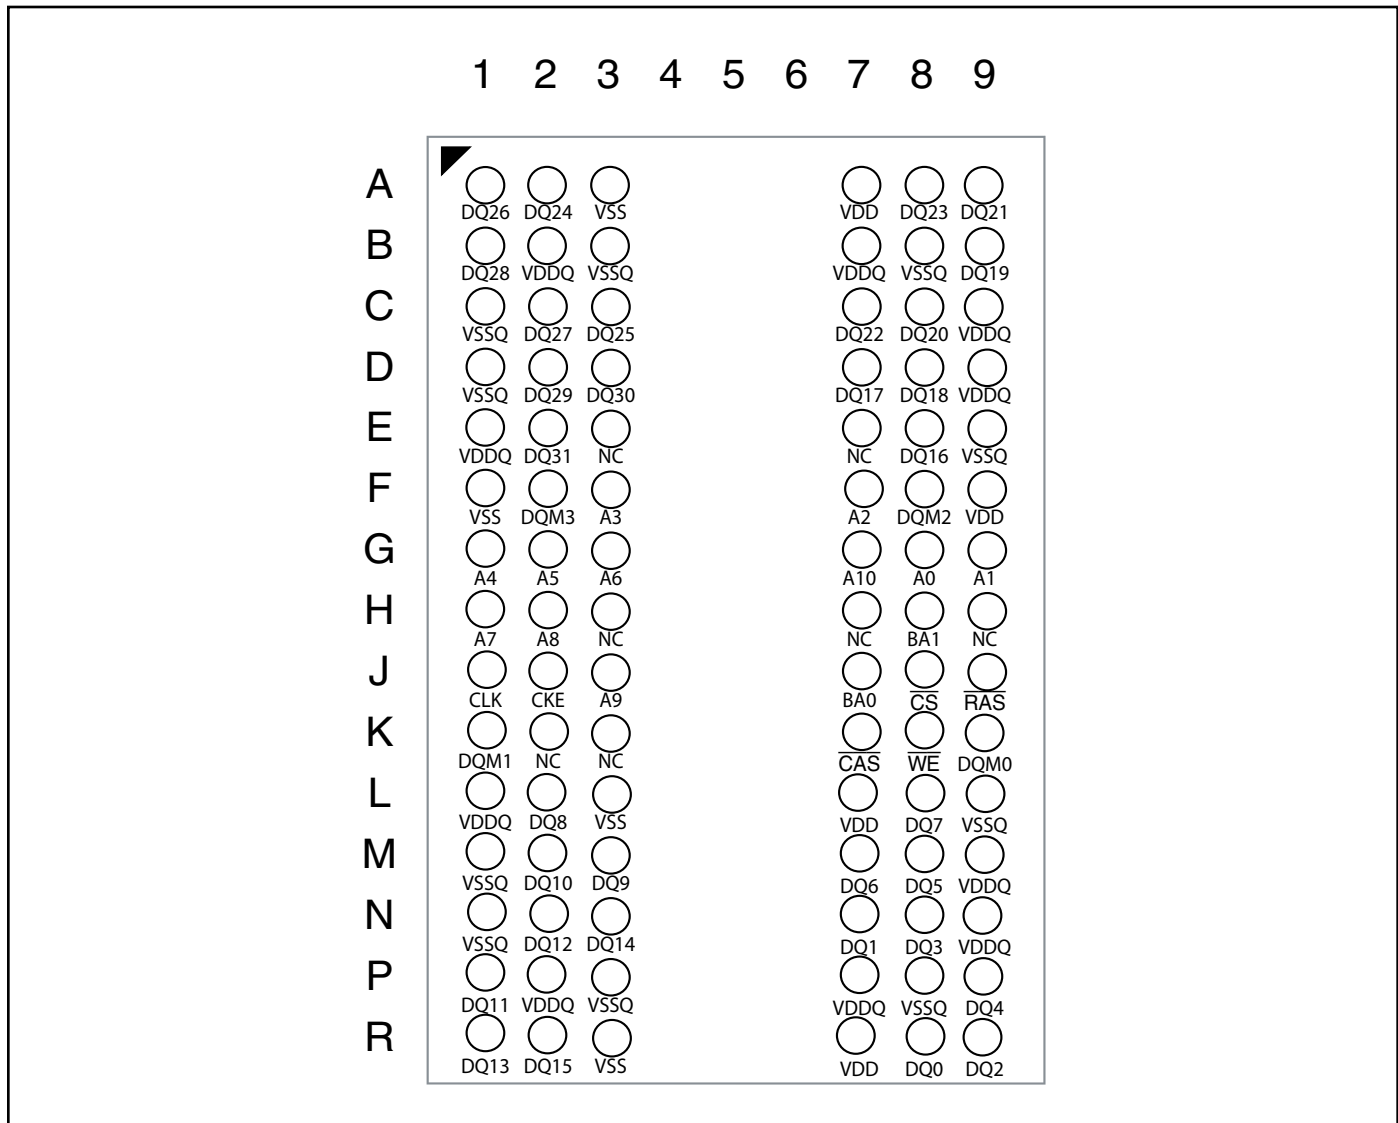 1 2 3 4 5 6 7 8 9
A
DQ26 DQ24 VSS VDD DQ23 DQ21
B
DQ28 VDDQ VSSQ VDDQ VSSQ DQ19
C
VSSQ DQ27 DQ25 DQ22 DQ20 VDDQ
D
VSSQ DQ29 DQ30 DQ17 DQ18 VDDQ
E
VDDQ DQ31 NC NC DQ16 VSSQ
F
VSS DQM3 A3 A2 DQM2 VDD
G
A4 A5 A6 A10 A0 A1
H
A7 A8 NC NC BA1 NC
J
CLK CKE A9 BA0 C̅S̅ R̅A̅S̅
K
DQM1 NC NC C̅A̅S̅ W̅E̅ DQM0
L
VDDQ DQ8 VSS VDD DQ7 VSSQ
M
VSSQ DQ10 DQ9 DQ6 DQ5 VDDQ
N
VSSQ DQ12 DQ14 DQ1 DQ3 VDDQ
P
DQ11 VDDQ VSSQ VDDQ VSSQ DQ4
R
DQ13 DQ15 VSS VDD DQ0 DQ2